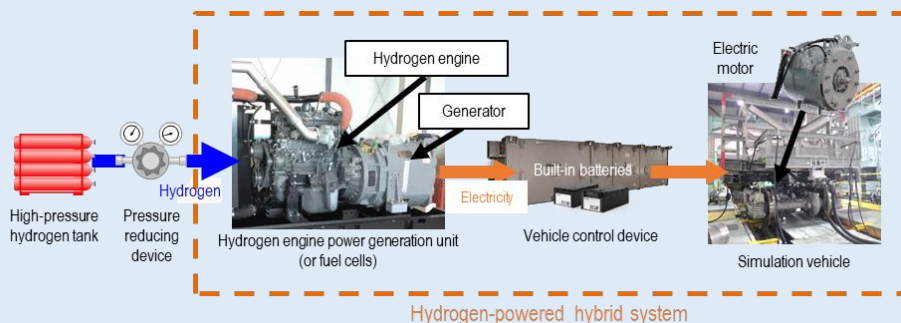 Hydrogen engine
Generator
Electric
motor
Hydrogen
Electricity
Built-in batteries
High-pressure
hydrogen tank
Pressure
reducing
device
Hydrogen engine power generation unit
(or fuel cells)
Vehicle control device
Simulation vehicle
Hydrogen-powered hybrid system